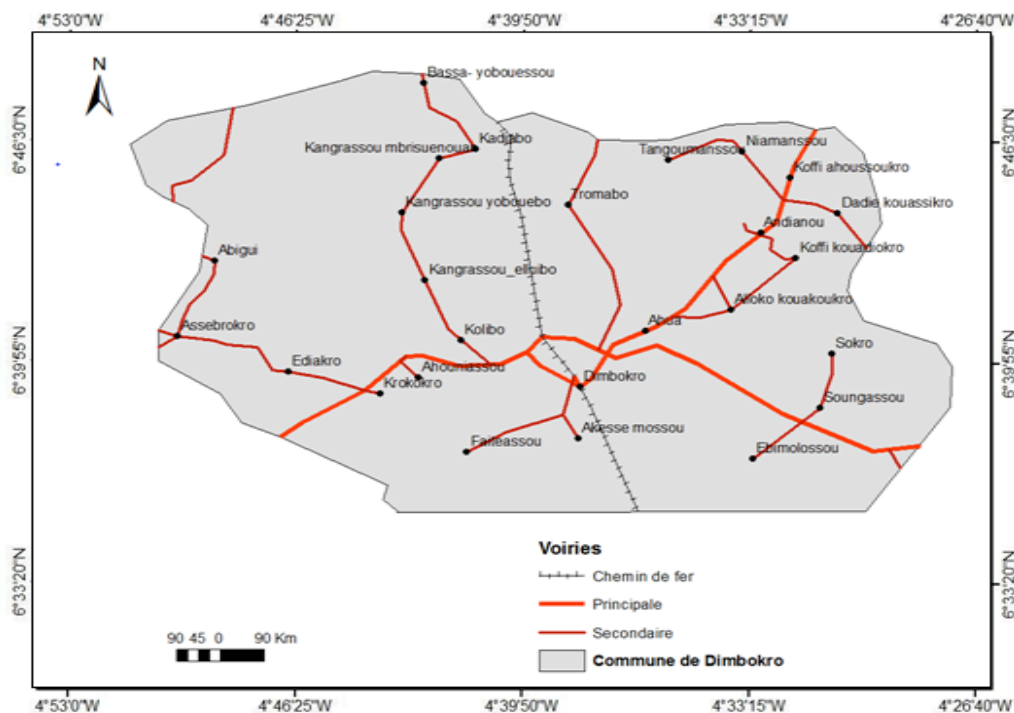 4°53'0"W 4°46'25"W 4°39'50"W 4°33'15"W 4°26'40"W
N
6°46'30"N
6°46'30"N
Bassa- yobouessou
Kadjabo
Kangrassou mbrisuenouan
Niamanssou
Tangoumanssou
Koffi ahoussoukro
Kangrassou yobouebo
Tromabo
Dadie kouassikro
Andianou
Koffi kouadiokro
Abigui
Kangrassou_elisibo
Alloko kouakoukro
Assebrokro
Kolibo
Abua
Sokro
6°39'55"N
6°39'55"N
Ediakro
Ahouniassou
Krokokro
Dimbokro
Soungassou
Faiteassou
Akesse mossou
Ebimolossou
Voiries
Chemin de fer
Principale
Secondaire
Commune de Dimbokro
6°33'20"N
6°33'20"N
90 45 0 90 Km
4°53'0"W 4°46'25"W 4°39'50"W 4°33'15"W 4°26'40"W